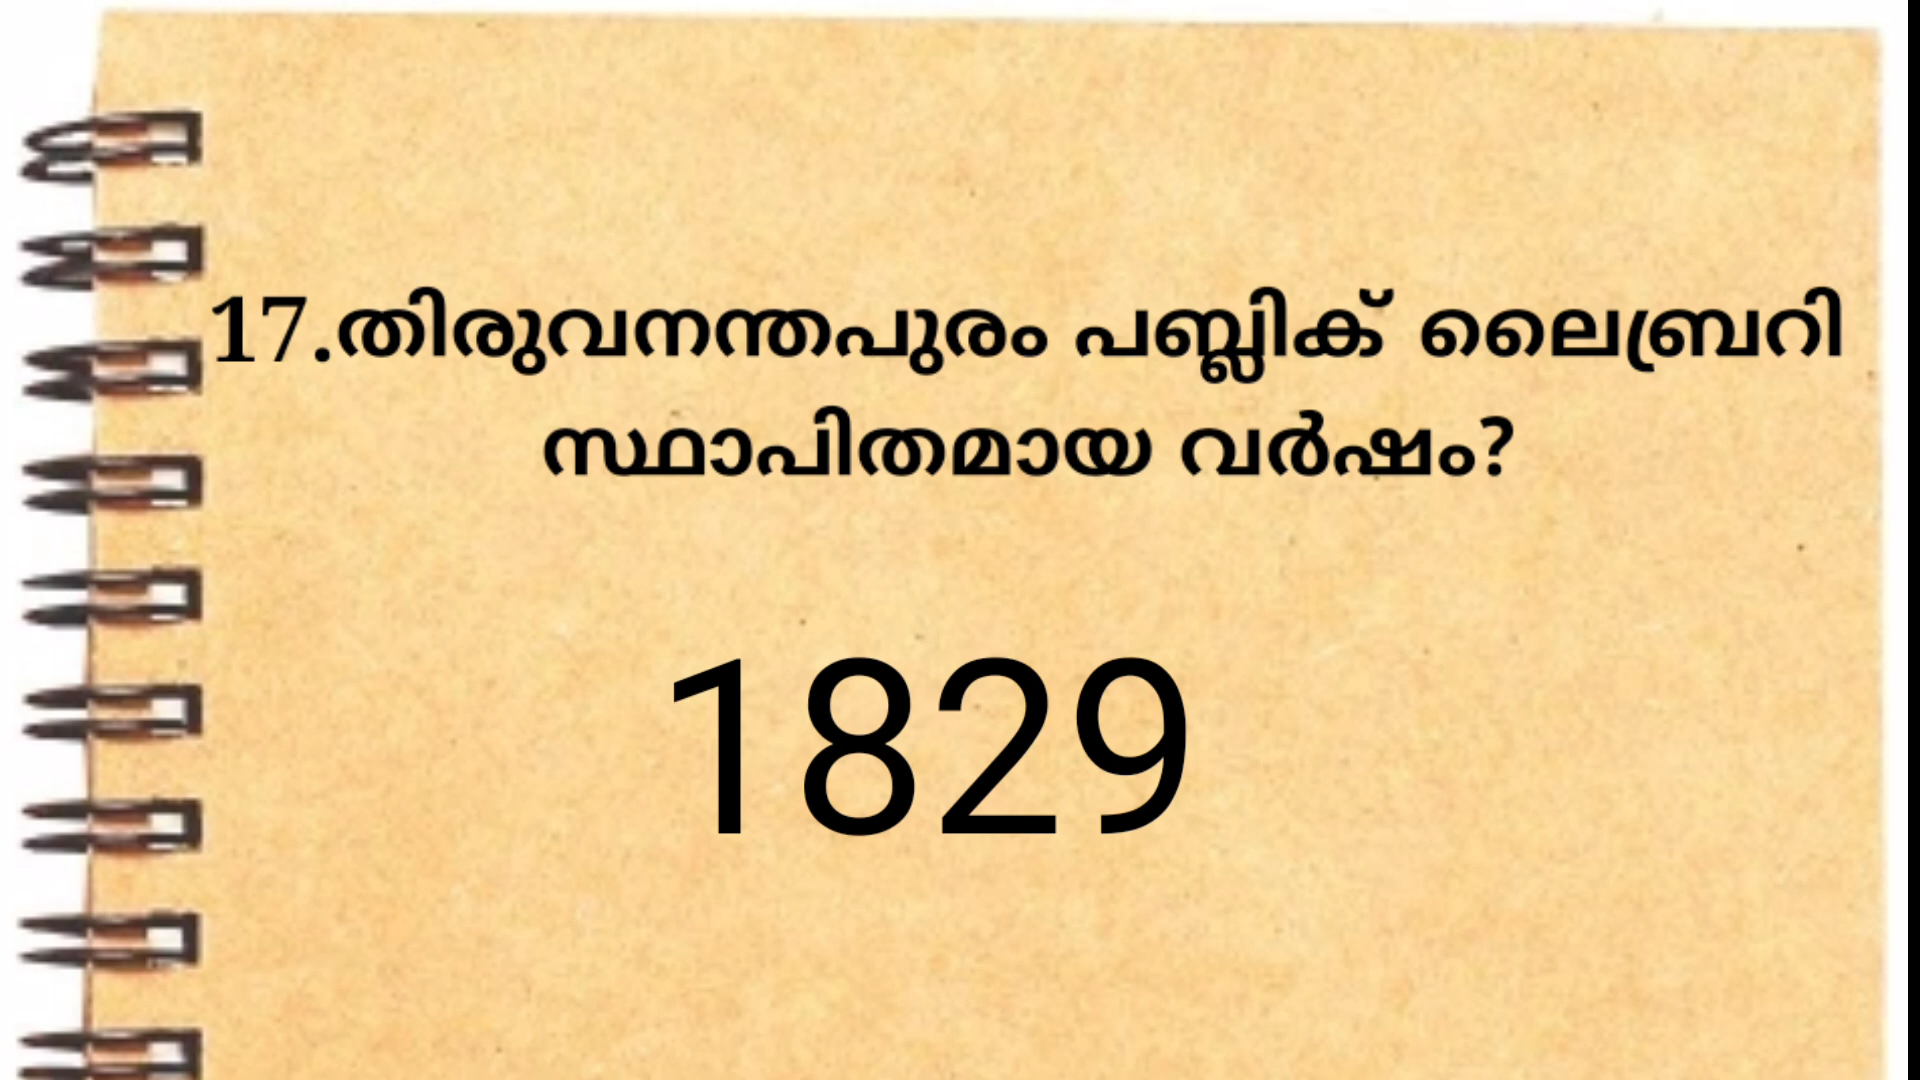 17.തിരുവനന്തപുരം പബ്ലിക് ലൈബ്രറി
സ്ഥാപിതമായ വർഷം?
1829